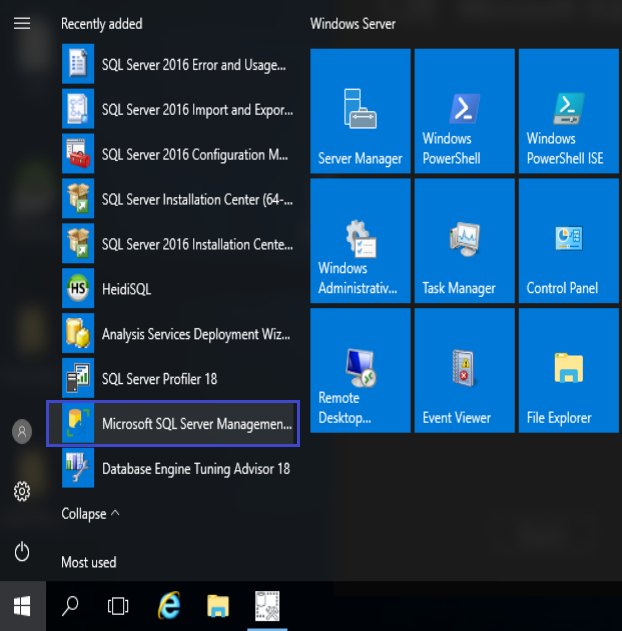 Recently added
SQL Server 2016 Error and Usage...
SQL Server 2016 Import and Expor...
SQL Server 2016 Configuration M...
SQL Server Installation Center (64-...
SQL Server 2016 Installation Cente...
HS
HeidiSQL
Analysis Services Deployment Wiz...
SQL Server Profiler 18
Microsoft SQL Server Managemen...
Database Engine Tuning Advisor 18
Collapse
Most used
Windows Server
Server Manager
Windows
PowerShell
Windows
PowerShell ISE
Windows
Administrativ...
Task Manager
Control Panel
Remote
Desktop...
Event Viewer
File Explorer